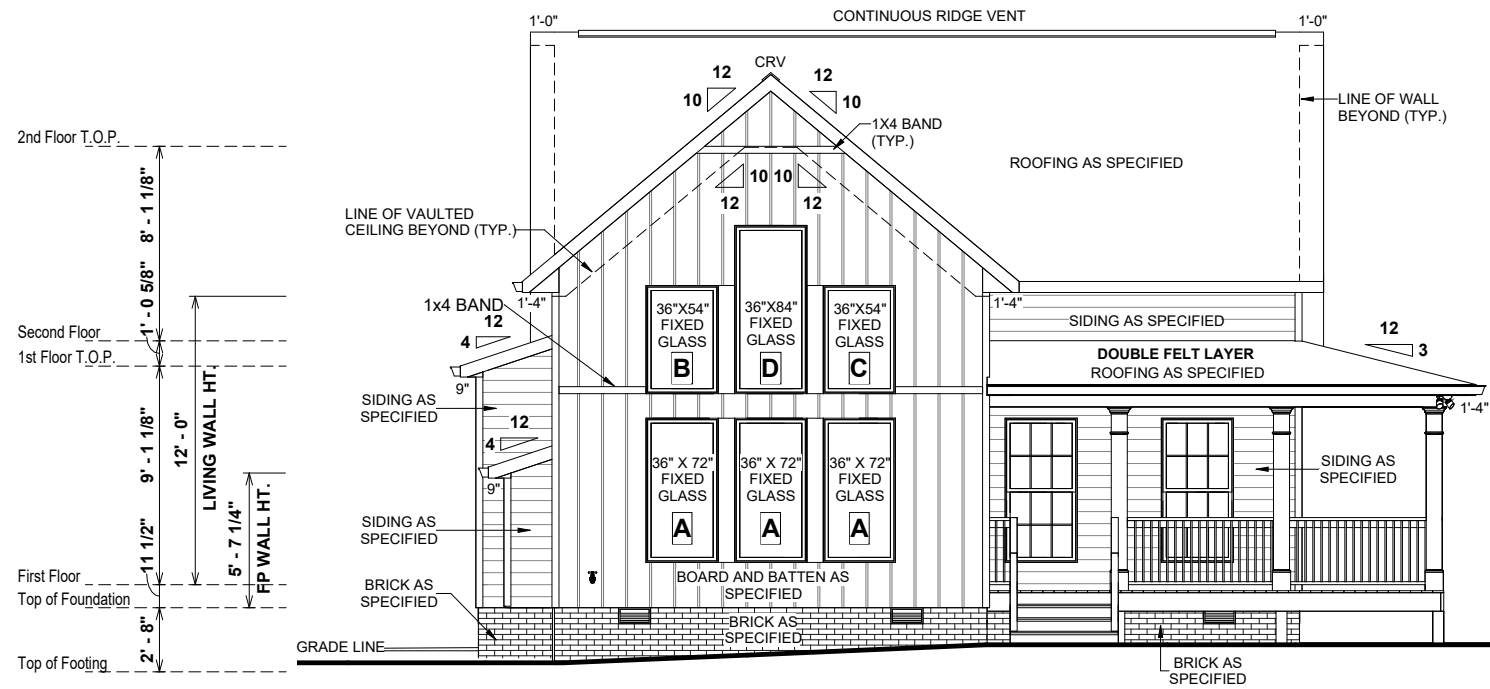 1'-0"
CONTINUOUS RIDGE VENT
1'-0"
CRV
12
10
12
10
LINE OF WALL
BEYOND (TYP.)
1X4 BAND
(TYP.)
2nd Floor T.O.P.
ROOFING AS SPECIFIED
10
12
10
12
8' - 1 1/8"
LINE OF VAULTED
CEILING BEYOND (TYP.)
1'-4"
1'-4"
1x4 BAND
36"X54"
FIXED
GLASS
B
36"X84"
FIXED
GLASS
D
36"X54"
FIXED
GLASS
C
SIDING AS SPECIFIED
1' - 0 5/8"
Second Floor
1st Floor T.O.P.
12
4
12
3
DOUBLE FELT LAYER
ROOFING AS SPECIFIED
9"
1'-4"
SIDING AS
SPECIFIED
9' - 1 1/8"
12' - 0"
LIVING WALL HT.
12
4
9"
36" X 72"
FIXED
GLASS
A
36" X 72"
FIXED
GLASS
A
36" X 72"
FIXED
GLASS
A
SIDING AS
SPECIFIED
SIDING AS
SPECIFIED
5' - 7 1/4"
FP WALL HT.
11 1/2"
First Floor
Top of Foundation
BOARD AND BATTEN AS
SPECIFIED
BRICK AS
SPECIFIED
BRICK AS
SPECIFIED
2' - 8"
GRADE LINE
Top of Footing
BRICK AS
SPECIFIED